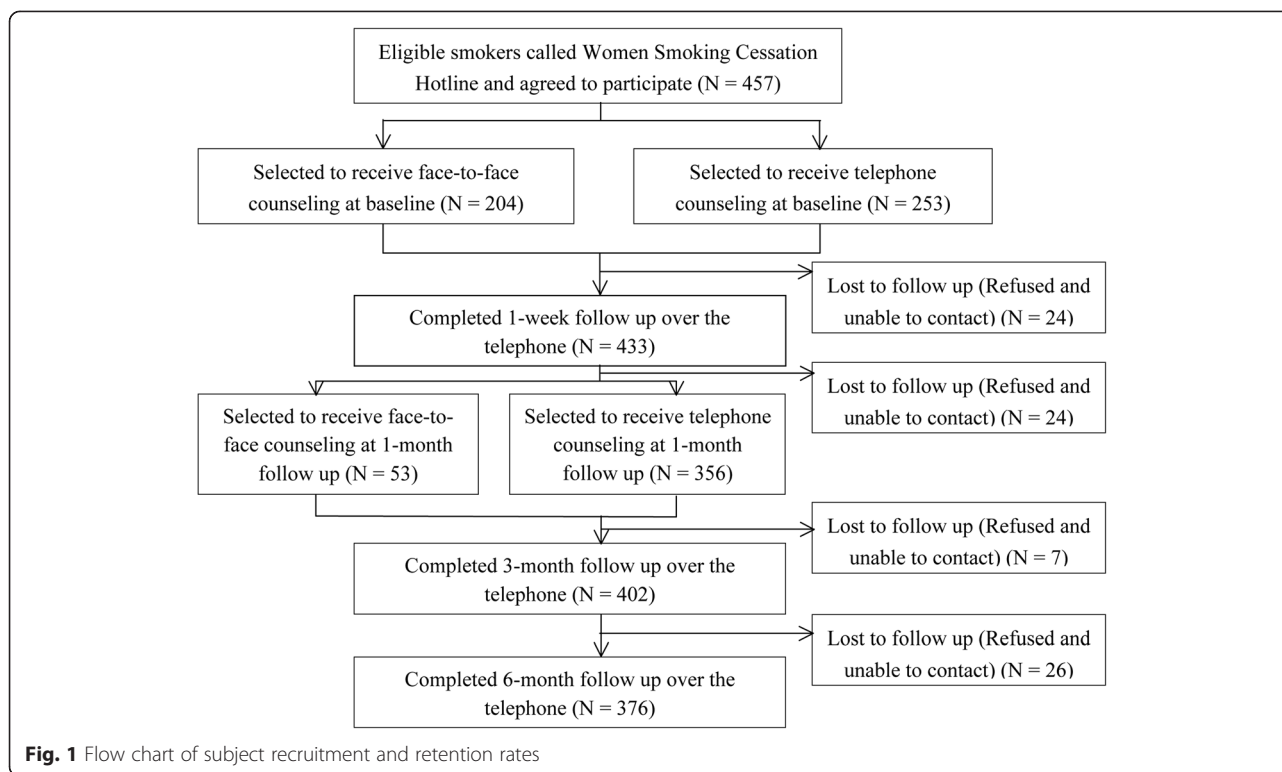 Eligible smokers called Women Smoking Cessation
Hotline and agreed to participate (N = 457)
Selected to receive face-to-face
counseling at baseline (N = 204)
Selected to receive telephone
counseling at baseline (N = 253)
Lost to follow up (Refused and
unable to contact) (N = 24)
Completed 1-week follow up over the
telephone (N = 433)
Lost to follow up (Refused and
unable to contact) (N = 24)
Selected to receive face-to-
face counseling at 1-month
follow up (N = 53)
Selected to receive telephone
counseling at 1-month
follow up (N = 356)
Lost to follow up (Refused and
unable to contact) (N = 7)
Completed 3-month follow up over the
telephone (N = 402)
Lost to follow up (Refused and
unable to contact) (N = 26)
Completed 6-month follow up over the
telephone (N = 376)
Fig. 1 Flow chart of subject recruitment and retention rates